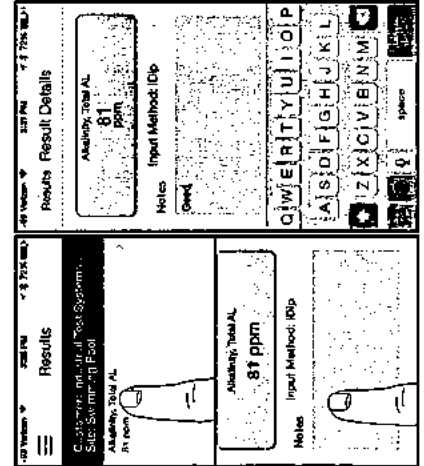 Verizon
Results Result Details
Alkalinity, Total AL
81
ppm
Input Method: iDip
Notes
Good
Q W E R T Y U I O P
A S D F G H J K L
Z X C V B N M
space
Verizon
Results
Customer: Industrial Test System...
Site: Swimming Pool
Alkalinity, Total AL
81 ppm
Alkalinity, Total AL
81 ppm
Input Method: iDip
Notes